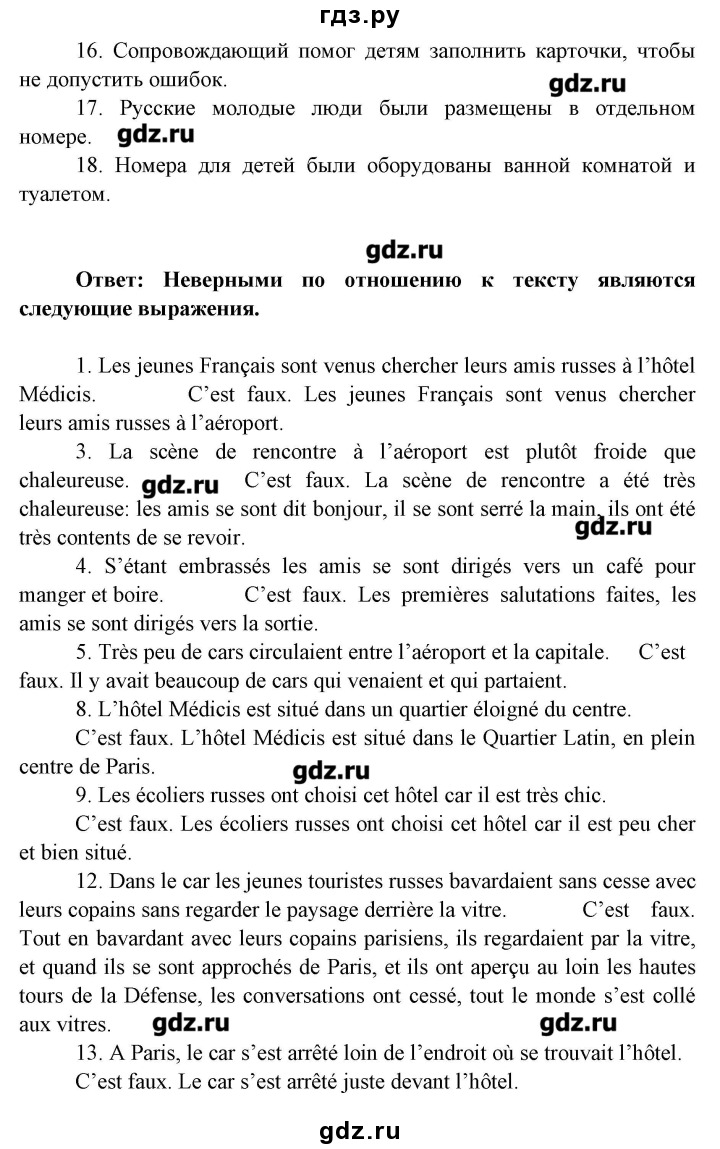 гдз.ру
16. Сопровождающий помог детям заполнить карточки, чтобы
не допустить ошибок.
gdz.ru
17. Русские молодые люди были размещены в отдельном
номере.
gdz.ru
18. Номера для детей были оборудованы ванной комнатой и
туалетом.
gdz.ru
Ответ: Неверными по отношению к тексту являются
следующие выражения.
1. Les jeunes Français sont venus chercher leurs amis russes à l’hôtel
Médicis. C’est faux. Les jeunes Français sont venus chercher
leurs amis russes à l’aéroport.
3. La scène de rencontre à l’aéroport est plutôt froide que
chaleureuse. C’est faux. La scène de rencontre a été très
gdz.ru
chaleureuse: les amis se sont dit bonjour, il se sont serré la main, ils ont été
gdz.ru
très contents de se revoir.
4. S’étant embrassés les amis se sont dirigés vers un café pour
manger et boire. C’est faux. Les premières salutations faites, les
amis se sont dirigés vers la sortie.
5. Très peu de cars circulaient entre l’aéroport et la capitale. C’est
faux. Il y avait beaucoup de cars qui venaient et qui partaient.
8. L’hôtel Médicis est situé dans un quartier éloigné du centre.
C’est faux. L’hôtel Médicis est situé dans le Quartier Latin, en plein
centre de Paris.
gdz.ru
9. Les écoliers russes ont choisi cet hôtel car il est très chic.
C’est faux. Les écoliers russes ont choisi cet hôtel car il est peu cher
et bien situé.
12. Dans le car les jeunes touristes russes bavardaient sans cesse avec
leurs copains sans regarder le paysage derrière la vitre. C’est faux.
Tout en bavardant avec leurs copains parisiens, ils regardaient par la vitre,
et quand ils se sont approchés de Paris, et ils ont aperçu au loin les hautes
tours de la Défense, les conversations ont cessé, tout le monde s’est collé
aux vitres.
gdz.ru gdz.ru
13. A Paris, le car s’est arrêté loin de l’endroit où se trouvait l’hôtel.
C’est faux. Le car s’est arrêté juste devant l’hôtel.
gdz.ru